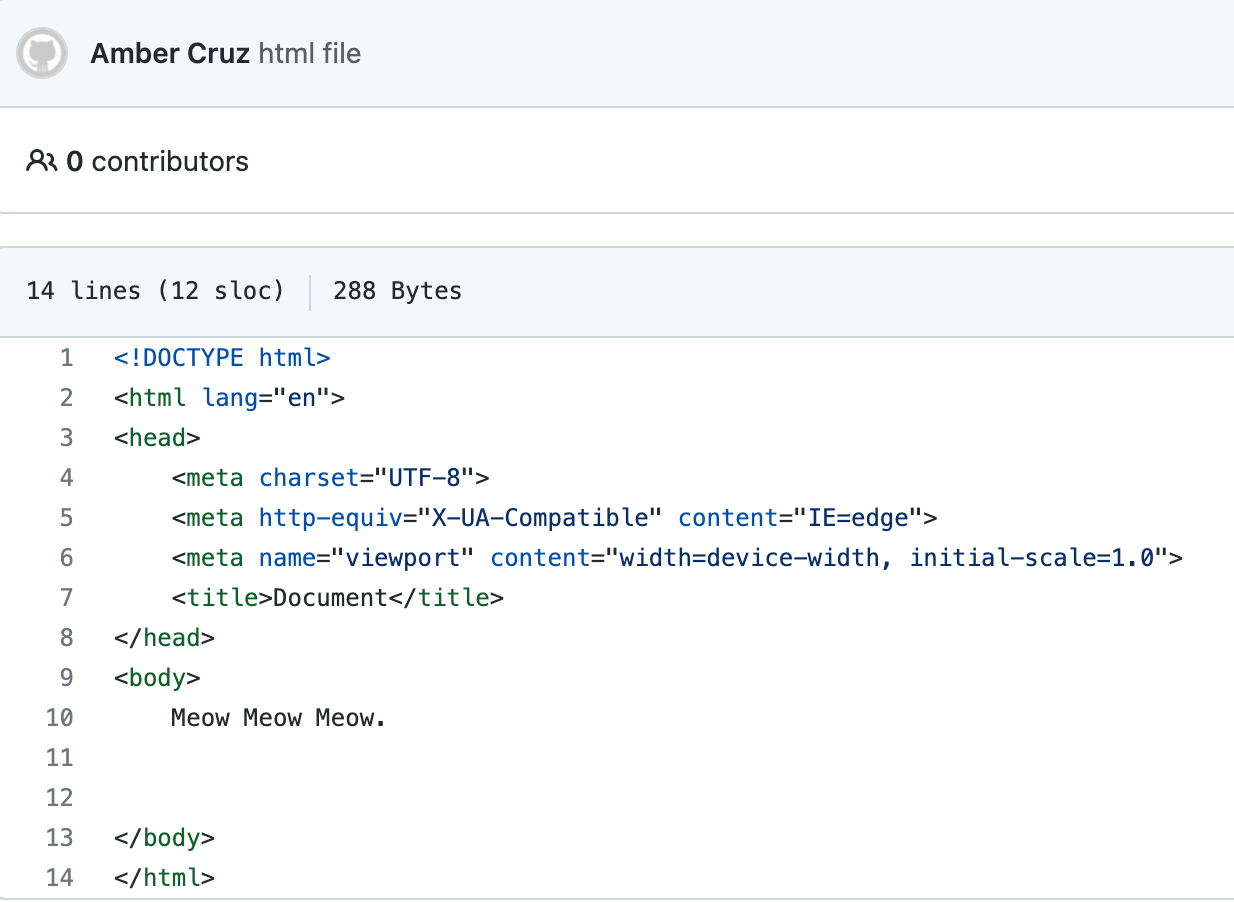 Amber Cruz html file
0 contributors
14 lines (12 sloc) 288 Bytes
1 <!DOCTYPE html>
2 <html lang="en">
3 <head>
4     <meta charset="UTF-8">
5     <meta http-equiv="X-UA-Compatible" content="IE=edge">
6     <meta name="viewport" content="width=device-width, initial-scale=1.0">
7     <title>Document</title>
8 </head>
9 <body>
10     Meow Meow Meow.
11
12
13 </body>
14 </html>